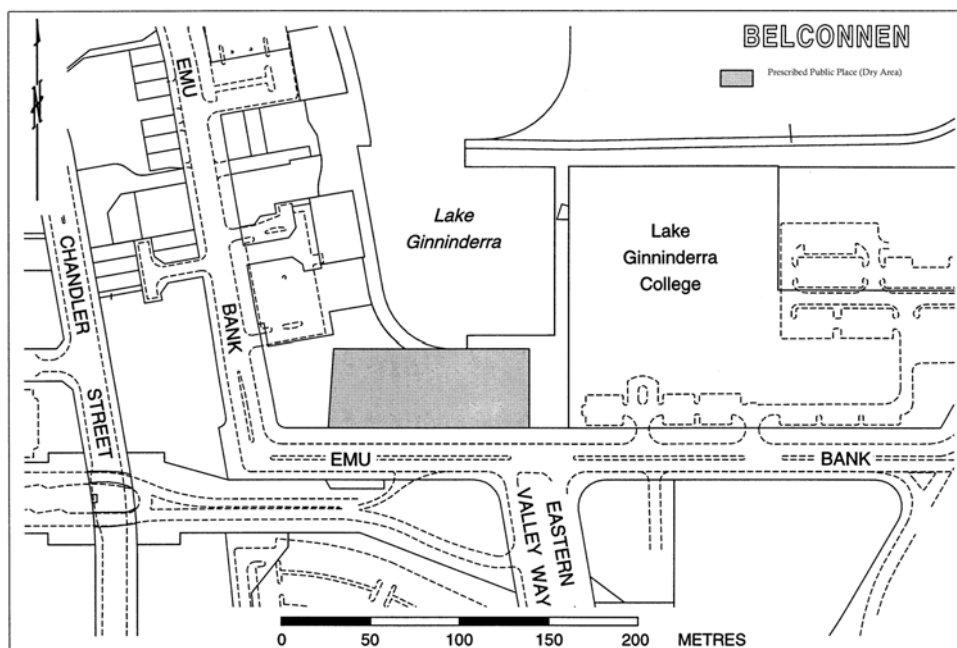 BELCONNEN
Prescribed Public Place (Dry Area)
N
EMU
BANK
CHANDLER
STREET
Lake
Ginninderra
Lake
Ginninderra
College
EMU
BANK
EASTERN
VALLEY WAY
0 50 100 150 200 METRES